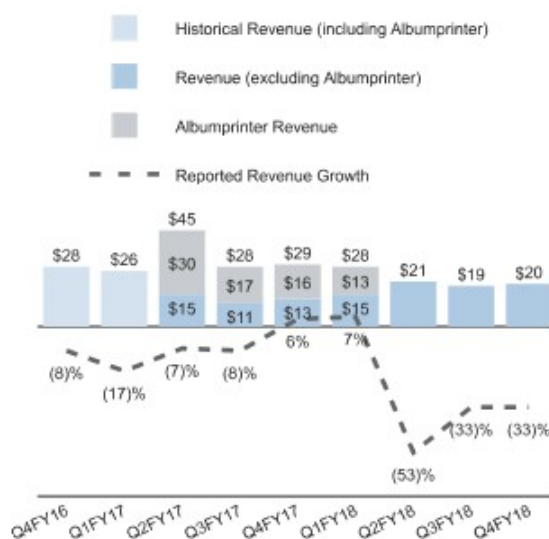 Historical Revenue (including Albumprinter)
Revenue (excluding Albumprinter)
Albumprinter Revenue
Reported Revenue Growth
$45
$28 $26 $30 $28 $29 $28 $21 $19 $20
$17 $16 $13
$15 $11 $13 $15
(8)% (17)% (7)% (8)% 6% 7% (53)% (33)% (33)%
Q4FY16 Q1FY17 Q2FY17 Q3FY17 Q4FY17 Q1FY18 Q2FY18 Q3FY18 Q4FY18